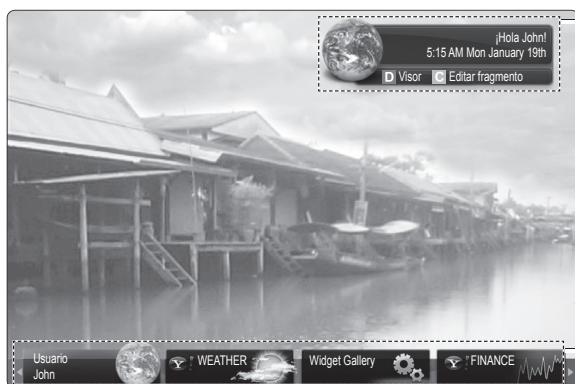 ¡Hola John!
5:15 AM Mon January 19th
D Visor C Editar fragmento
Usuario
John
WEATHER
Widget Gallery
FINANCE